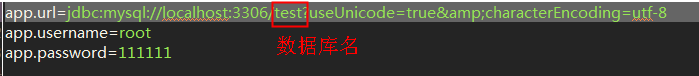 app.url=jdbc:mysql://localhost:3306/test?useUnicode=true&amp;characterEncoding=utf-8
app.username=root
数据库名
app.password=111111